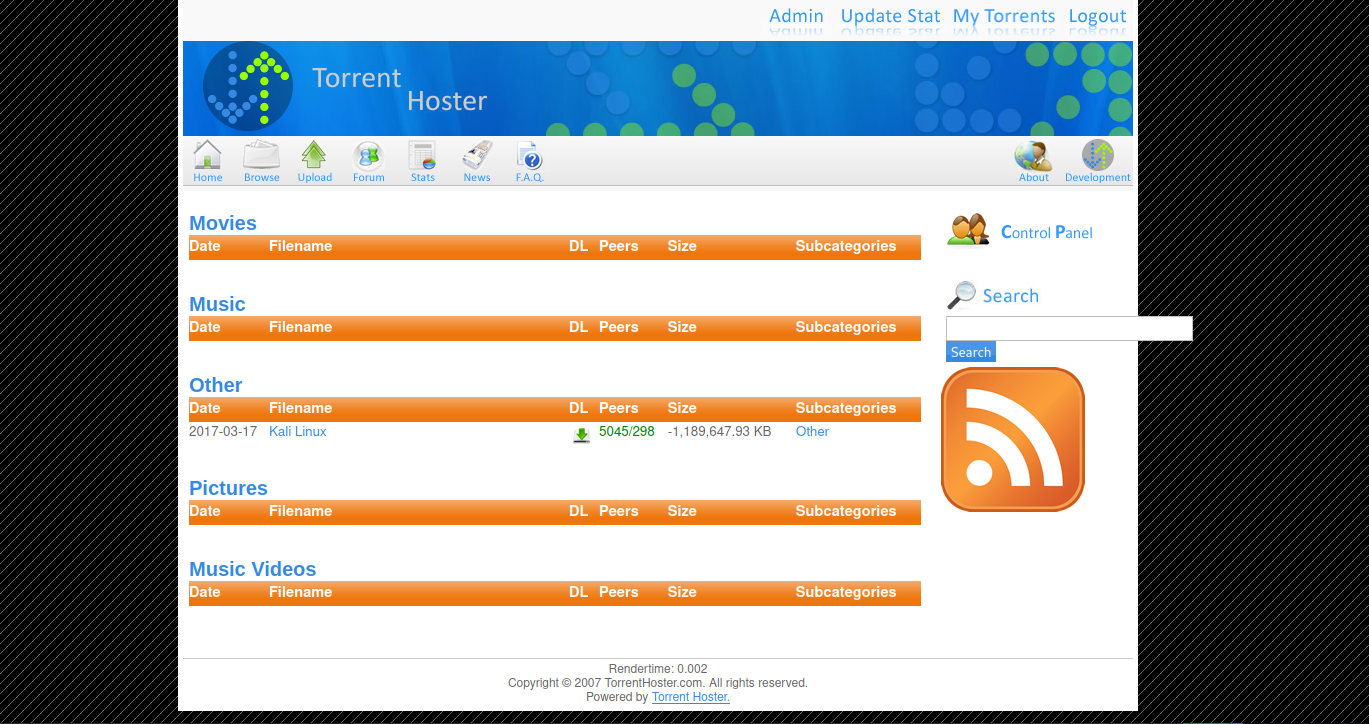 Admin Update Stat My Torrents Logout
Torrent
Hoster
Home Browse Upload Forum Stats News F.A.Q. About Development
Movies
Date Filename DL Peers Size Subcategories
Control Panel
Music
Search
Date Filename DL Peers Size Subcategories
Search
Other
Date Filename DL Peers Size Subcategories
2017-03-17 Kali Linux 5045/298 -1,189,647.93 KB Other
Pictures
Date Filename DL Peers Size Subcategories
Music Videos
Date Filename DL Peers Size Subcategories
Rendertime: 0.002
Copyright © 2007 TorrentHoster.com. All rights reserved.
Powered by Torrent Hoster.